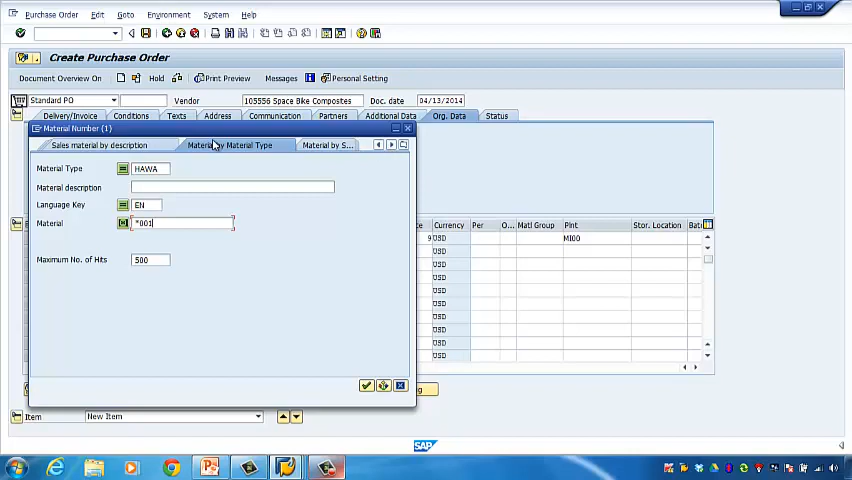 Purchase Order Edit Goto Environment System Help
Create Purchase Order
Document Overview On Hold Print Preview Messages Personal Setting
Standard PO Vendor 105556 Space Bike Composites Doc. date 04/13/2014
Delivery/Invoice Conditions Texts Address Communication Partners Additional Data Org. Data Status
Material Number (1)
Sales material by description Material by Material Type Material by S...
Material Type HAWA
Material description
Language Key EN
Material *001
Maximum No. of Hits 500
Currency Per O... Matl Group Plnt Stor. Location
9 USD MI00
USD
USD
USD
USD
USD
USD
USD
USD
Item New Item
SAP